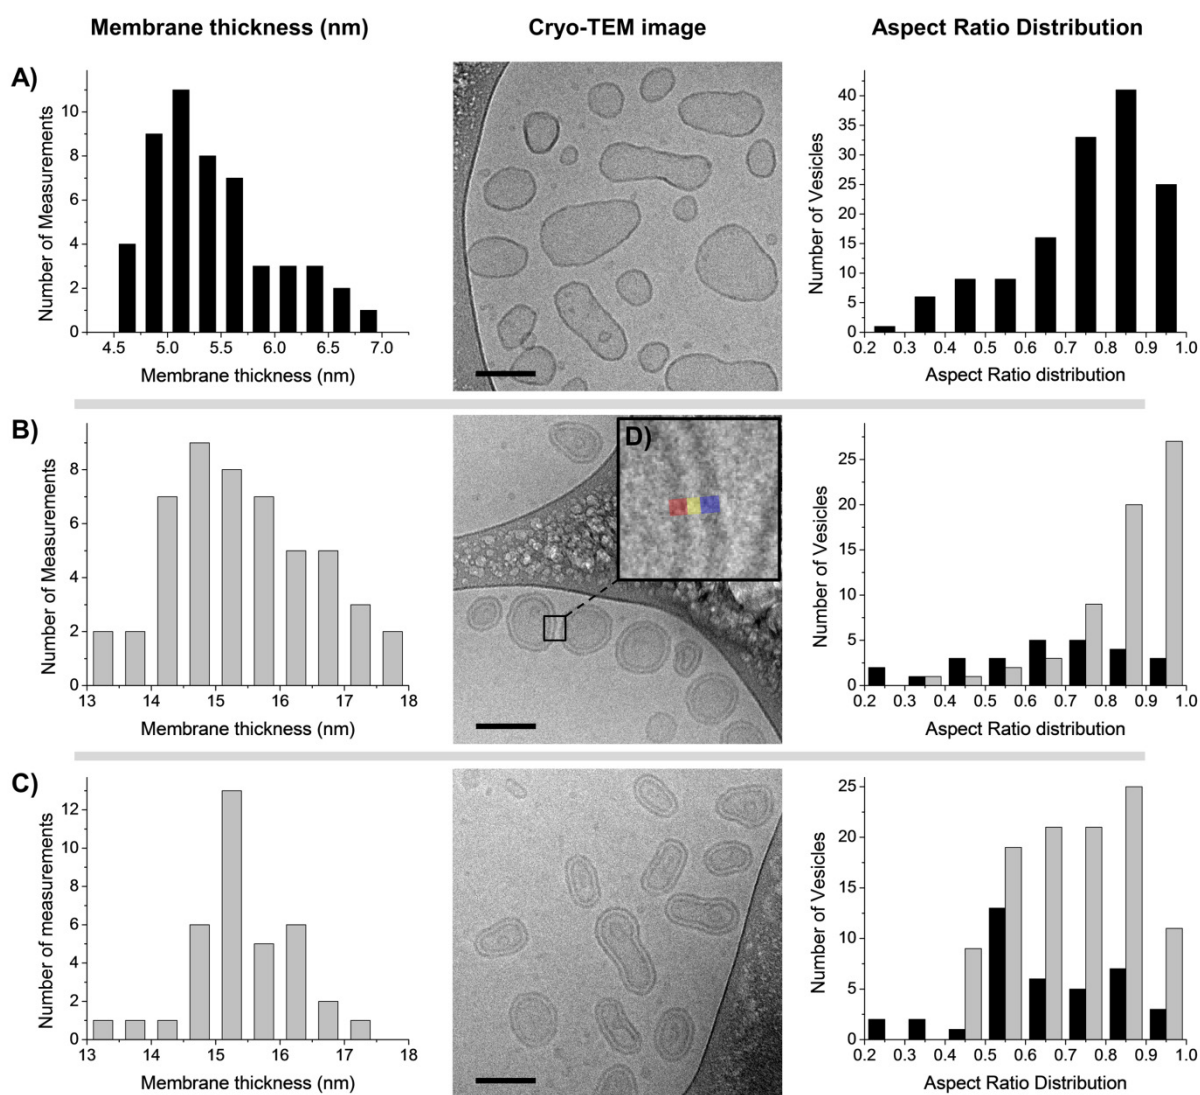 Membrane thickness (nm)
Cryo-TEM image
Aspect Ratio Distribution
A)
Number of Measurements
10
8
6
4
2
0
4.5 5.0 5.5 6.0 6.5 7.0
Membrane thickness (nm)
Number of Vesicles
40
35
30
25
20
15
10
5
0
0.2 0.3 0.4 0.5 0.6 0.7 0.8 0.9 1.0
Aspect Ratio distribution
B)
Number of Measurements
8
6
4
2
0
13 14 15 16 17 18
Membrane thickness (nm)
D)
Number of Vesicles
25
20
15
10
5
0
0.2 0.3 0.4 0.5 0.6 0.7 0.8 0.9 1.0
Aspect Ratio distribution
C)
Number of measurements
12
10
8
6
4
2
0
13 14 15 16 17 18
Membrane thickness (nm)
Number of Vesicles
25
20
15
10
5
0
0.2 0.3 0.4 0.5 0.6 0.7 0.8 0.9 1.0
Aspect Ratio Distribution